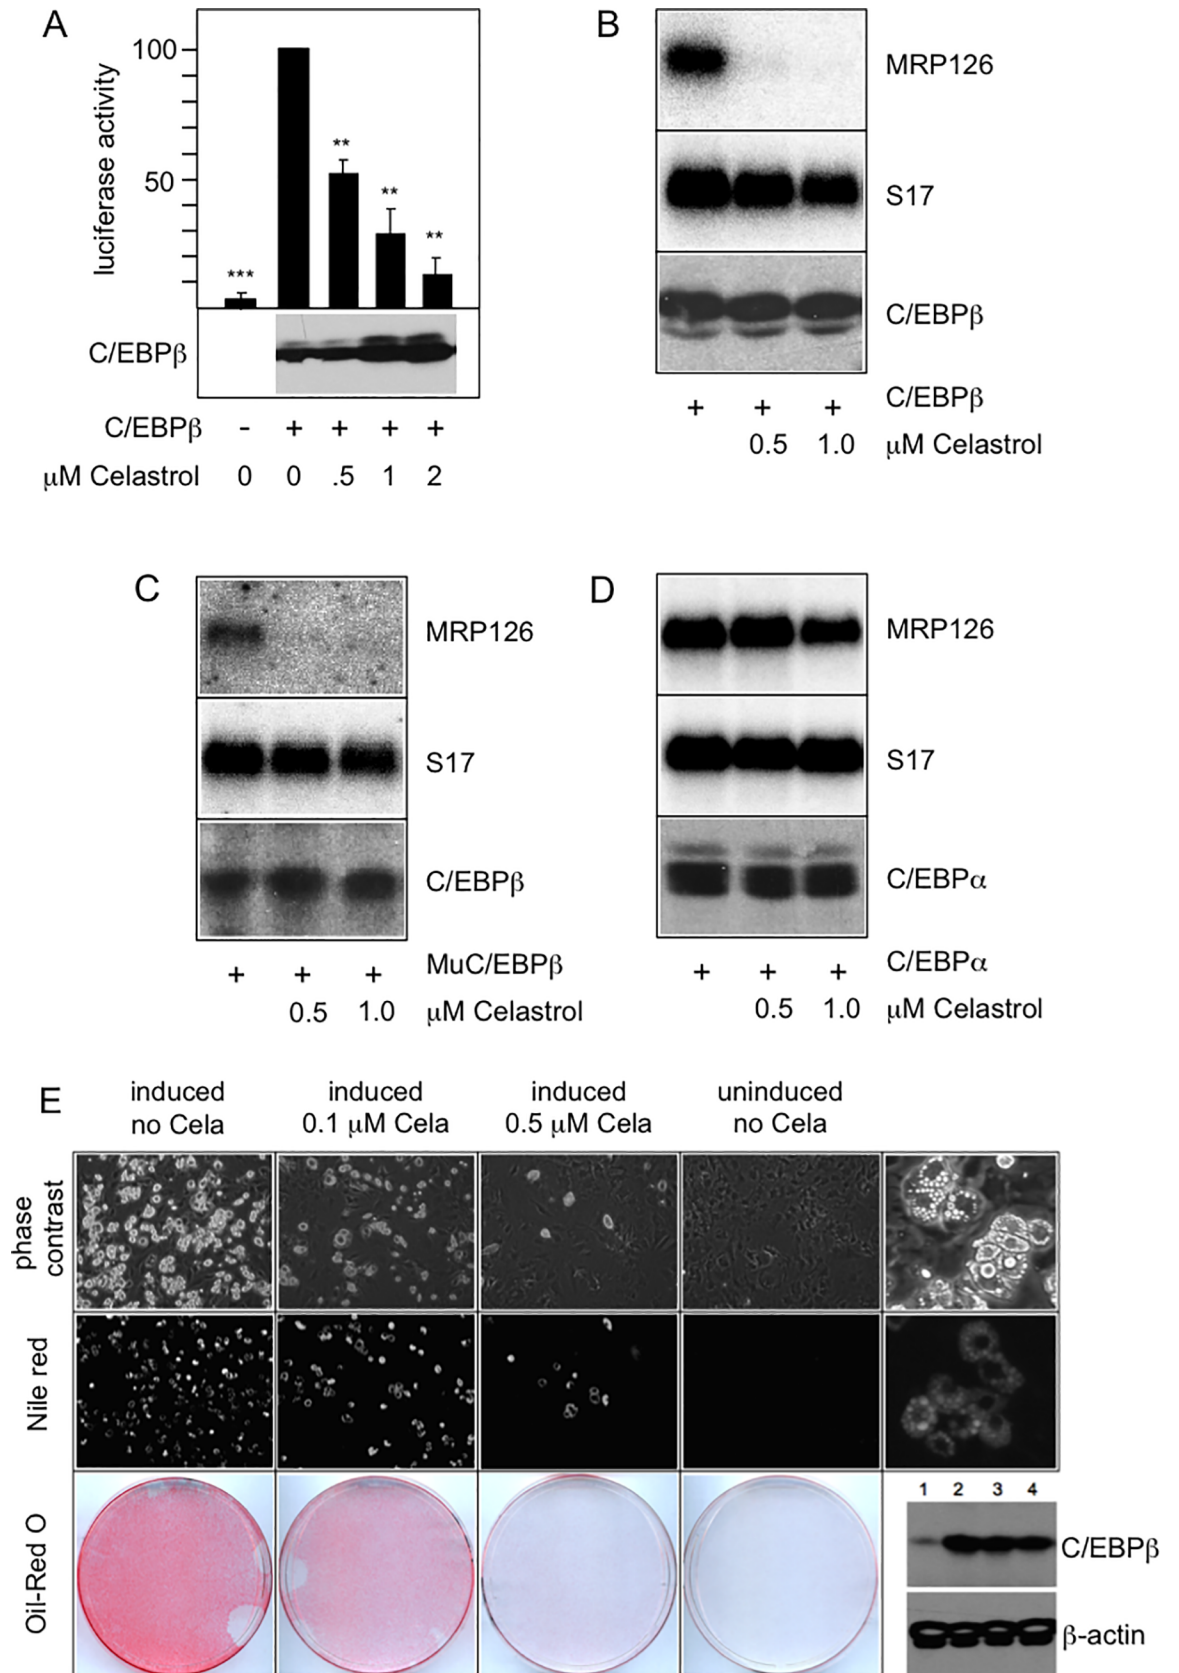 A
100
50
luciferase activity
***
**
**
**
C/EBPβ
C/EBPβ - + + + +
μM Celastrol 0 0 .5 1 2
B
MRP126
S17
C/EBPβ
+ + + C/EBPβ
0.5 1.0 μM Celastrol
C
MRP126
S17
C/EBPβ
+ + + MuC/EBPβ
0.5 1.0 μM Celastrol
D
MRP126
S17
C/EBPα
+ + + C/EBPα
0.5 1.0 μM Celastrol
E
induced
no Cela
induced
0.1 μM Cela
induced
0.5 μM Cela
uninduced
no Cela
phase
contrast
Nile red
Oil-Red O
1 2 3 4
C/EBPβ
β-actin